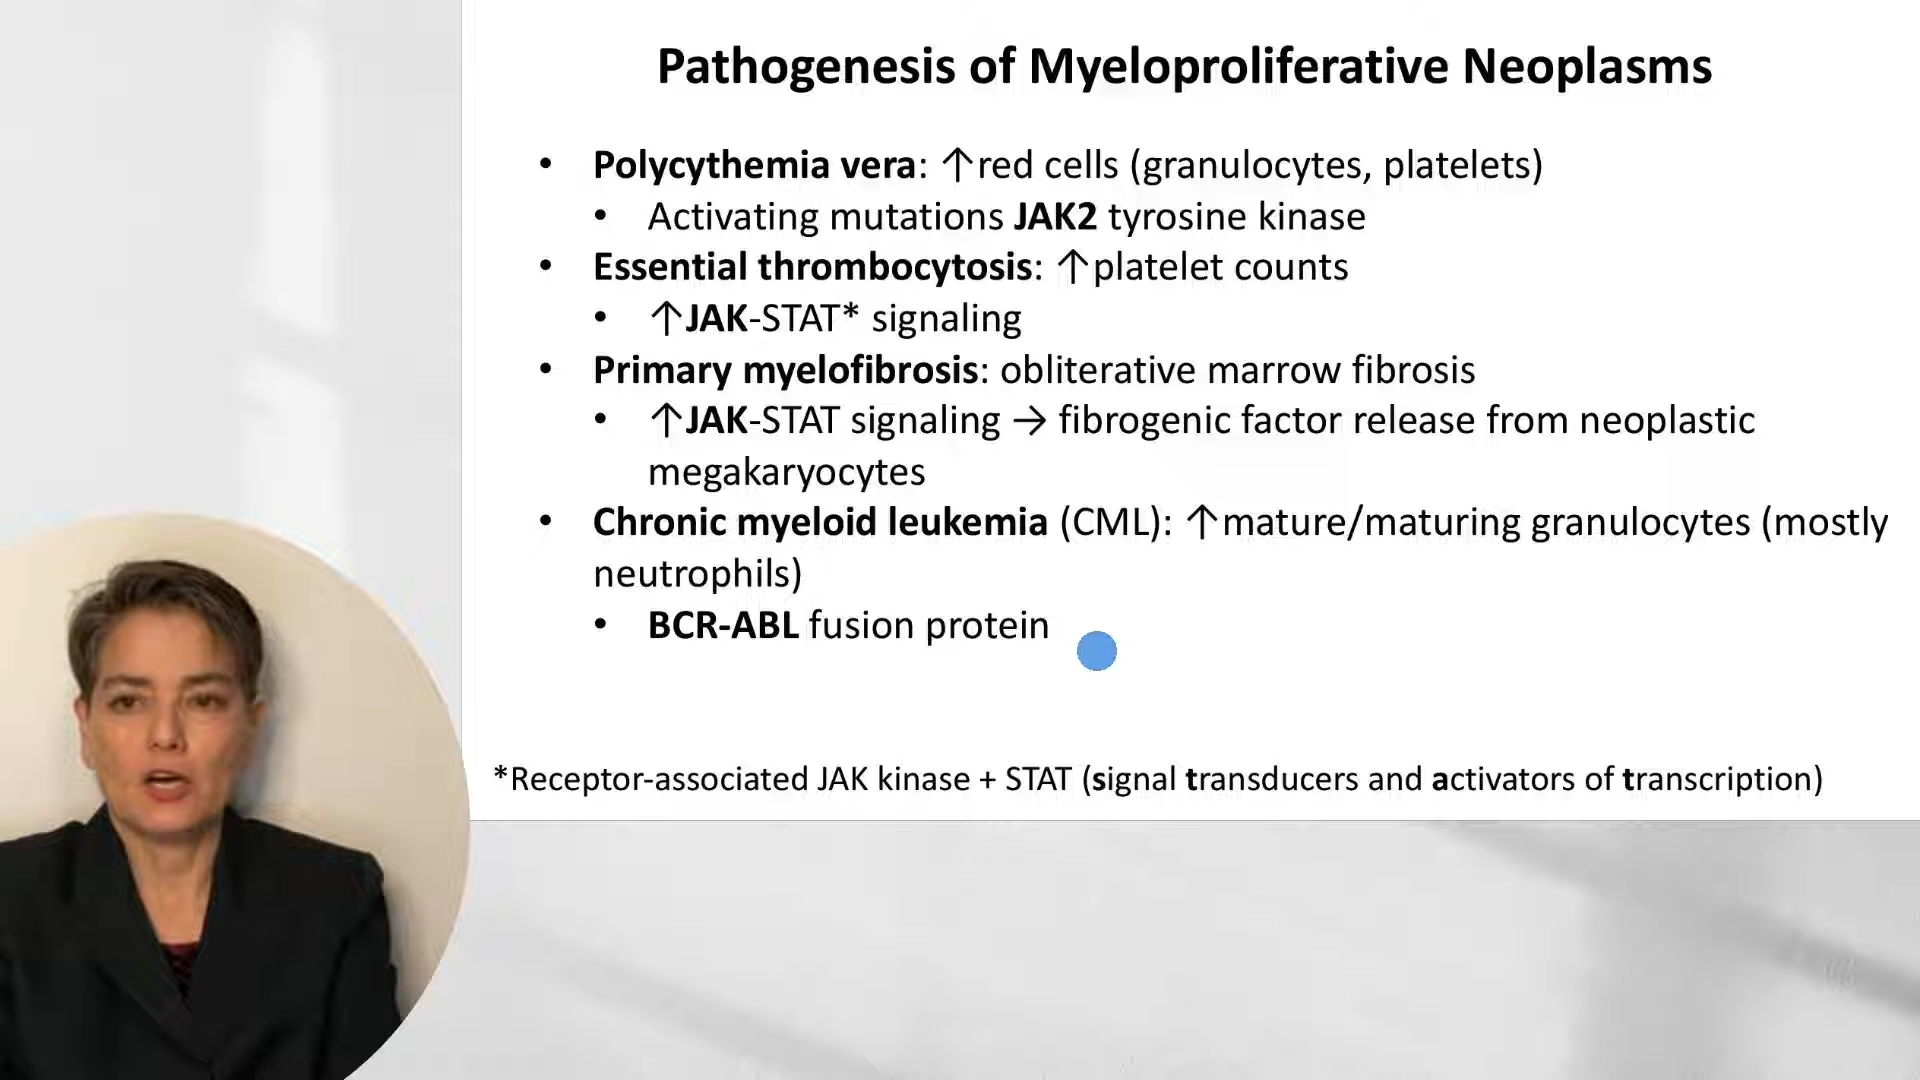 Pathogenesis of Myeloproliferative Neoplasms
• Polycythemia vera: ↑red cells (granulocytes, platelets)
• Activating mutations JAK2 tyrosine kinase
• Essential thrombocytosis: ↑platelet counts
• ↑JAK-STAT* signaling
• Primary myelofibrosis: obliterative marrow fibrosis
• ↑JAK-STAT signaling → fibrogenic factor release from neoplastic
megakaryocytes
• Chronic myeloid leukemia (CML): ↑mature/maturing granulocytes (mostly
neutrophils)
• BCR-ABL fusion protein
*Receptor-associated JAK kinase + STAT (signal transducers and activators of transcription)